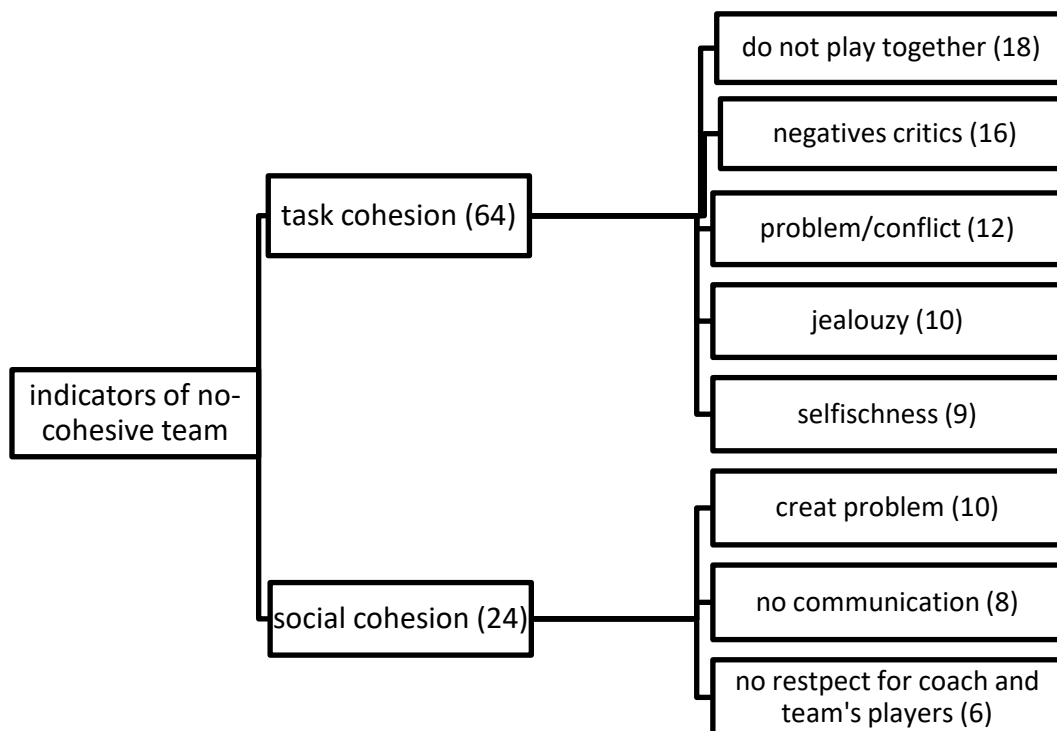 do not play together (18)
negatives critics (16)
task cohesion (64)
problem/conflict (12)
jealouzy (10)
indicators of no-
cohesive team
selfischness (9)
creat problem (10)
no communication (8)
social cohesion (24)
no restpect for coach and
team's players (6)